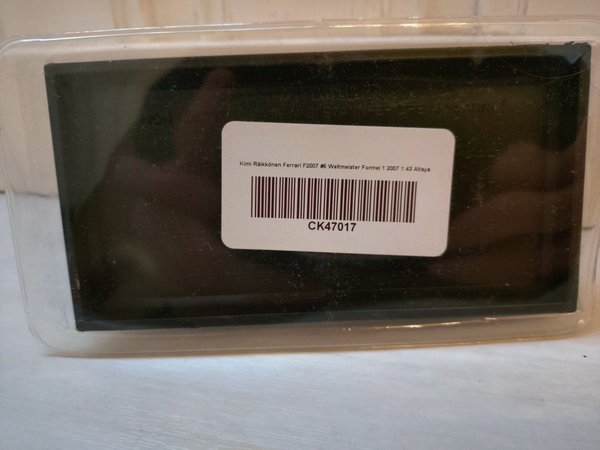 Kimi Räikkönen Ferrari F2007 #6 Weltmeister Formel 1 2007 1:43 Altaya
CK47017